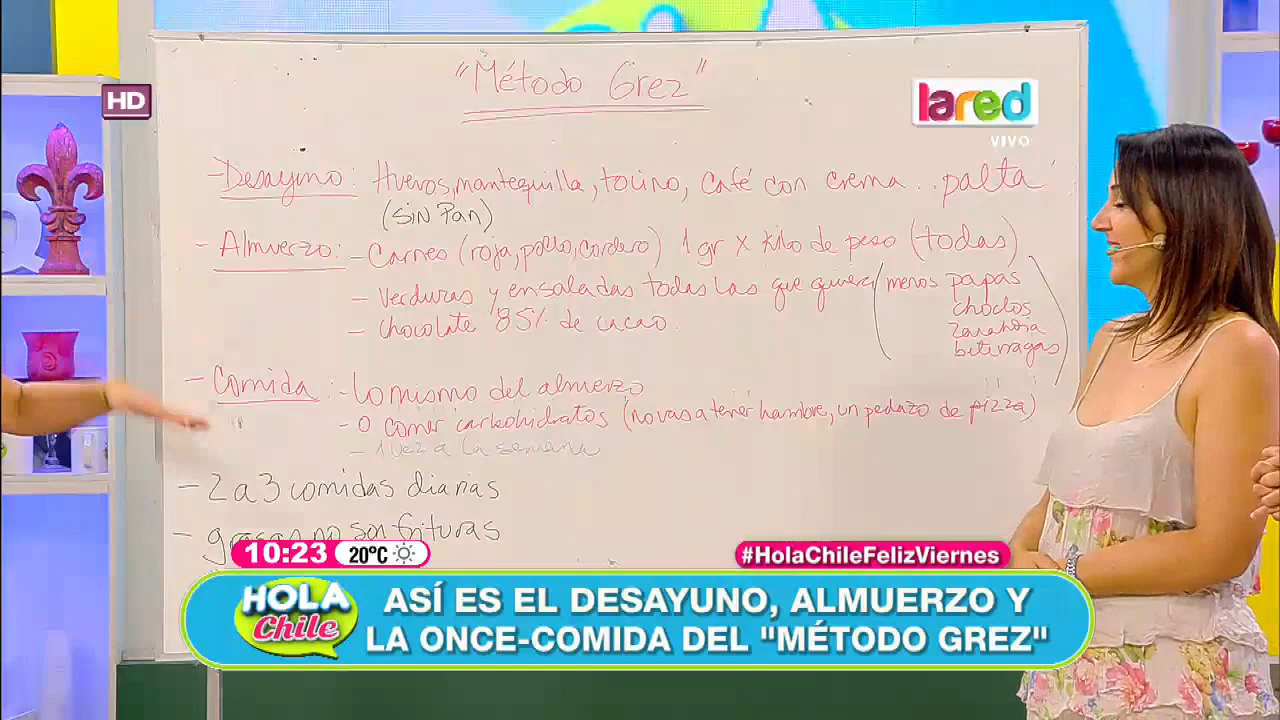 "Método Grez"
HD
lared
VIVO
- Desayuno: Huevos, mantequilla, tocino, café con crema.. palta
(sin Pan)
- Almuerzo: - Carnes (roja, pollo, cordero) 1 gr x kilo de peso (todas)
- Verduras y ensaladas todas las que quiera (menos papas
choclos
zanahoria
beterragas)
- chocolate 85% de cacao.
- Comida: - Lo mismo del almuerzo
- O comer carbohidratos (no vas a tener hambre, un pedazo de pizza)
- 1 vez a la semana
- 2 a 3 comidas diarias
- grasas no son frituras
10:23 20°C
#HolaChileFelizViernes
HOLA
Chile
ASÍ ES EL DESAYUNO, ALMUERZO Y
LA ONCE-COMIDA DEL "MÉTODO GREZ"